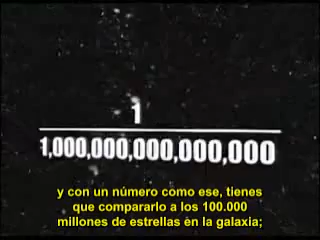 1
1,000,000,000,000,000
y con un número como ese, tienes
que compararlo a los 100.000
millones de estrellas en la galaxia;